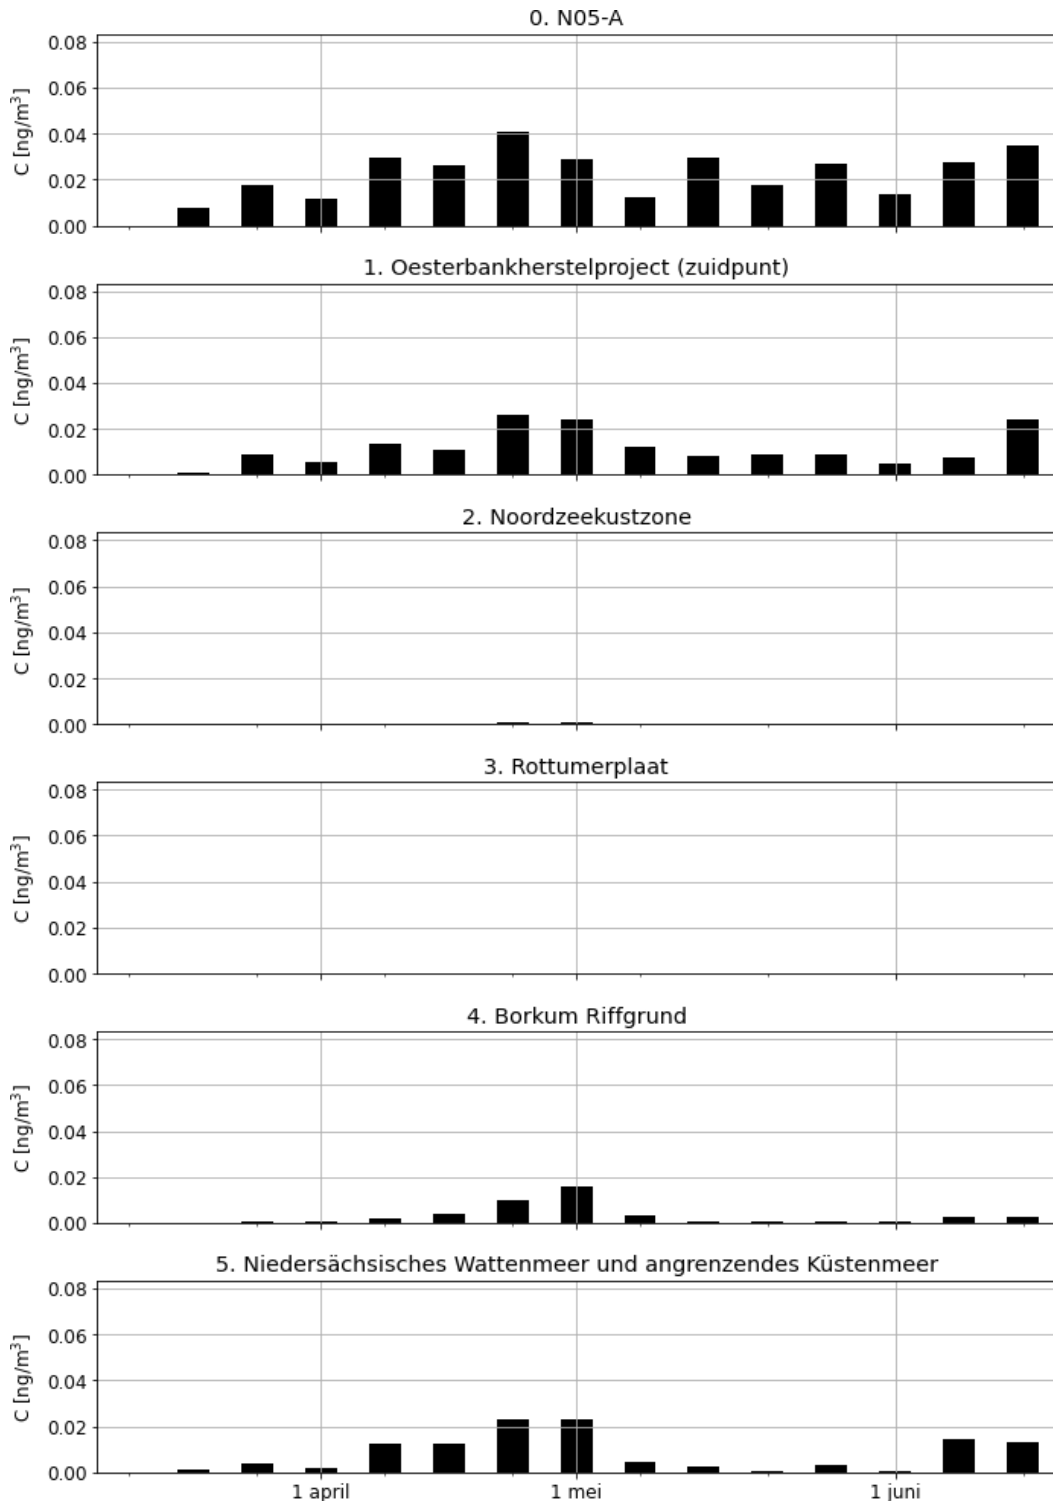 0. N05-A
0.08
0.06
0.04
0.02
0.00
C [ng/m³]
1. Oesterbankherstelproject (zuidpunt)
0.08
0.06
0.04
0.02
0.00
C [ng/m³]
2. Noordzeekustzone
0.08
0.06
0.04
0.02
0.00
C [ng/m³]
3. Rottumerplaat
0.08
0.06
0.04
0.02
0.00
C [ng/m³]
4. Borkum Riffgrund
0.08
0.06
0.04
0.02
0.00
C [ng/m³]
5. Niedersächsisches Wattenmeer und angrenzendes Küstenmeer
0.08
0.06
0.04
0.02
0.00
C [ng/m³]
1 april 1 mei 1 juni